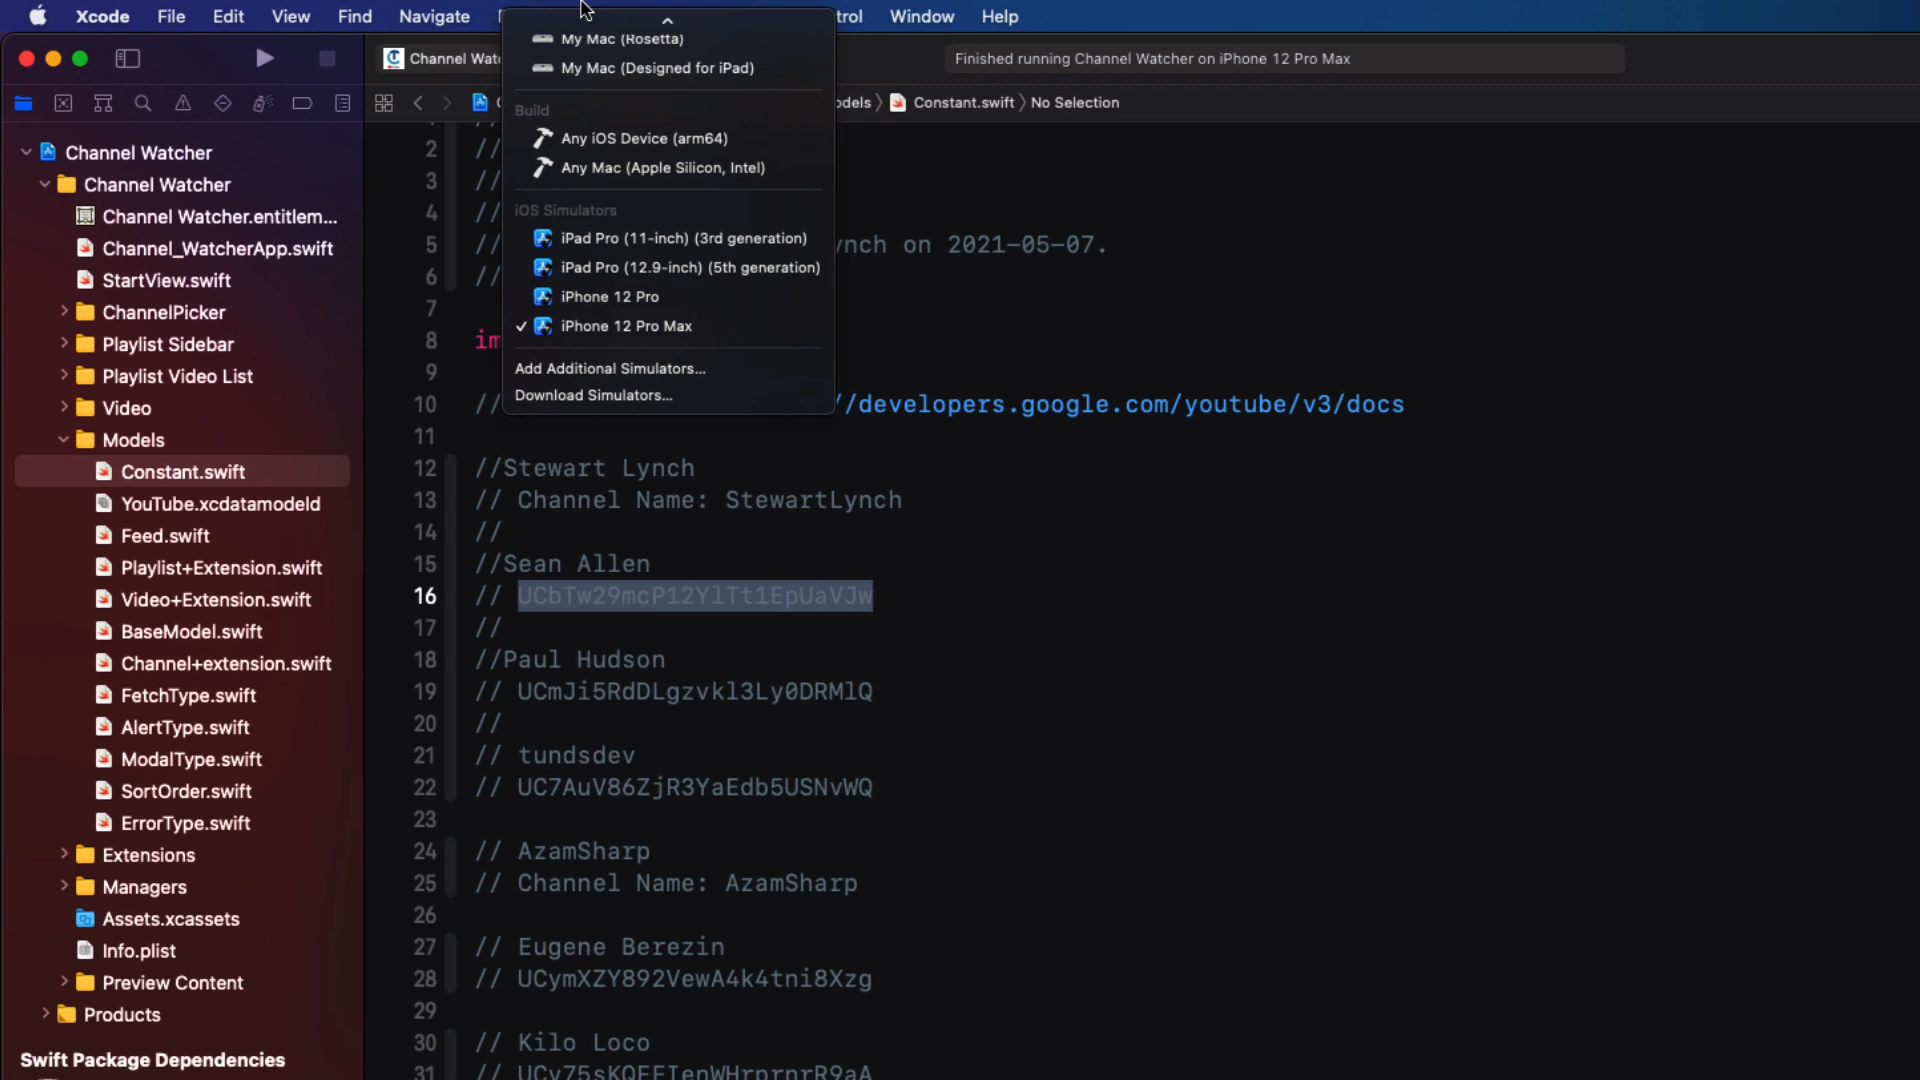 Xcode File Edit View Find Navigate trol Window Help
Channel Wat
Finished running Channel Watcher on iPhone 12 Pro Max
odels 〉 Constant.swift 〉 No Selection
My Mac (Rosetta)
My Mac (Designed for iPad)
Build
Any iOS Device (arm64)
Any Mac (Apple Silicon, Intel)
iOS Simulators
iPad Pro (11-inch) (3rd generation)
iPad Pro (12.9-inch) (5th generation)
iPhone 12 Pro
✓ iPhone 12 Pro Max
Add Additional Simulators...
Download Simulators...
Channel Watcher
Channel Watcher
Channel Watcher.entitlem...
Channel_WatcherApp.swift
StartView.swift
ChannelPicker
Playlist Sidebar
Playlist Video List
Video
Models
Constant.swift
YouTube.xcdatamodeld
Feed.swift
Playlist+Extension.swift
Video+Extension.swift
BaseModel.swift
Channel+extension.swift
FetchType.swift
AlertType.swift
ModalType.swift
SortOrder.swift
ErrorType.swift
Extensions
Managers
Assets.xcassets
Info.plist
Preview Content
Products
Swift Package Dependencies
2 //
3 //
4 //
5 // ynch on 2021-05-07.
6 //
7
8 im
9
10 // //developers.google.com/youtube/v3/docs
11
12 //Stewart Lynch
13 // Channel Name: StewartLynch
14 //
15 //Sean Allen
16 // UCbTw29mcP12YlTt1EpUaVJw
17 //
18 //Paul Hudson
19 // UCmJi5RdDLgzvkl3Ly0DRMlQ
20 //
21 // tundsdev
22 // UC7AuV86ZjR3YaEdb5USNvWQ
23
24 // AzamSharp
25 // Channel Name: AzamSharp
26
27 // Eugene Berezin
28 // UCymXZY892VewA4k4tni8Xzg
29
30 // Kilo Loco
31 //